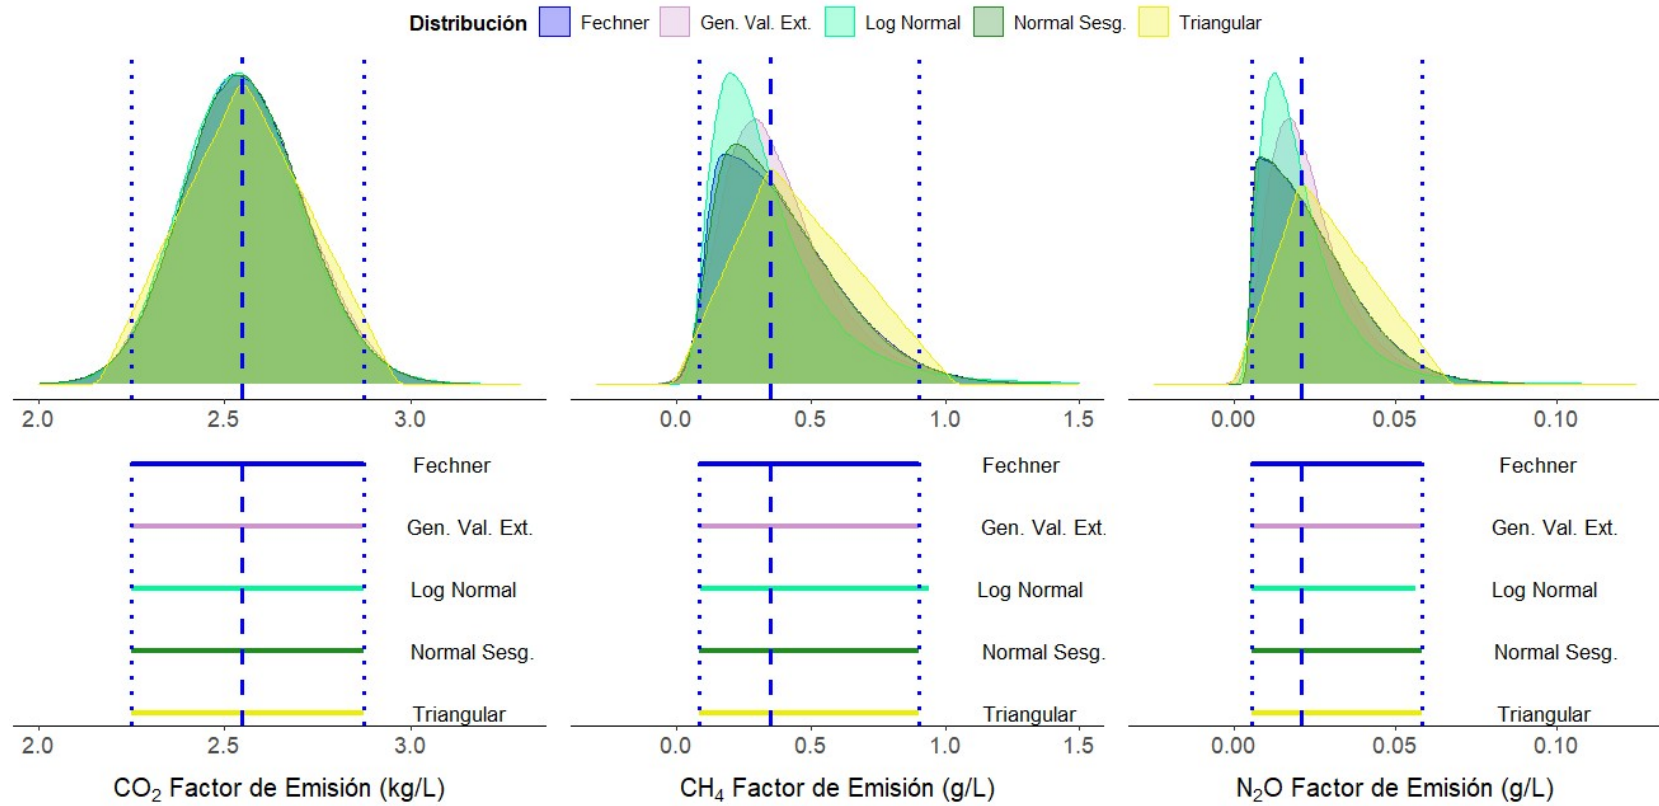 Distribución Fechner Gen. Val. Ext. Log Normal Normal Sesg. Triangular
2.0 2.5 3.0 0.0 0.5 1.0 1.5 0.00 0.05 0.10
Fechner Fechner Fechner
Gen. Val. Ext. Gen. Val. Ext. Gen. Val. Ext.
Log Normal Log Normal Log Normal
Normal Sesg. Normal Sesg. Normal Sesg.
Triangular Triangular Triangular
2.0 2.5 3.0 0.0 0.5 1.0 1.5 0.00 0.05 0.10
CO₂ Factor de Emisión (kg/L) CH₄ Factor de Emisión (g/L) N₂O Factor de Emisión (g/L)